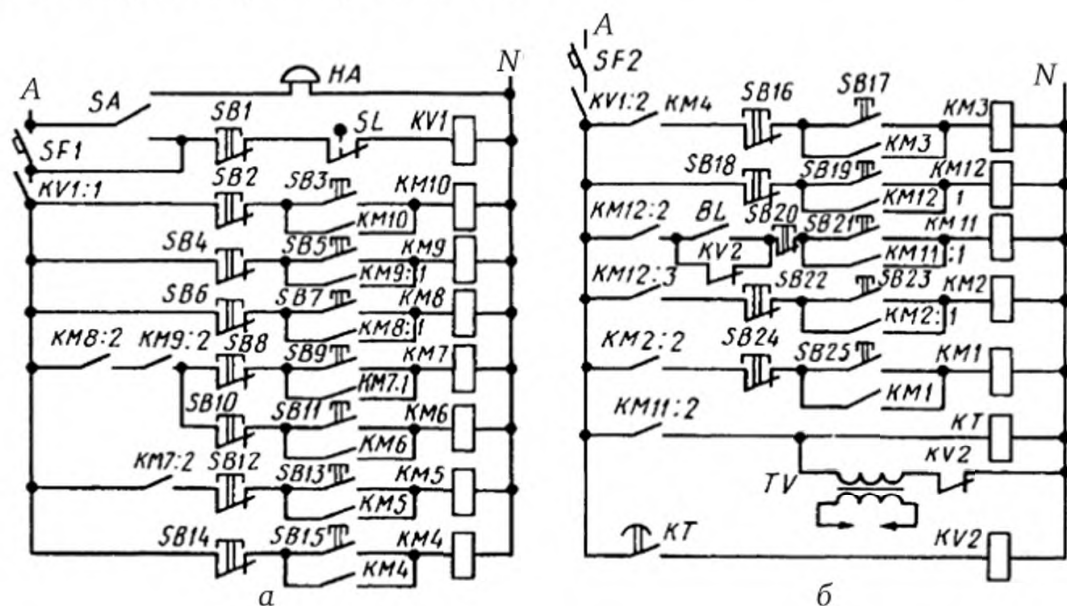 A SA HA N
SF1 SB1 SL KV1
KV1:1 SB2 SB3 KM10
KM10
SB4 SB5 KM9
KM9:1
SB6 SB7 KM8
KM8:1
KM8:2 KM9:2 SB8 SB9 KM7
KM7.1
SB10 SB11 KM6
KM6
KM7:2 SB12 SB13 KM5
KM5
SB14 SB15 KM4
KM4
а
A
SF2 N
KV1:2 KM4 SB16 SB17 KM3
KM3
SB18 SB19 KM12
KM12 1
KM12:2 BL SB20 SB21 KM11
KV2 KM11:1
KM12:3 SB22 SB23 KM2
KM2:1
KM2:2 SB24 SB25 KM1
KM1
KM11:2 KT
TV KV2
KT KV2
б